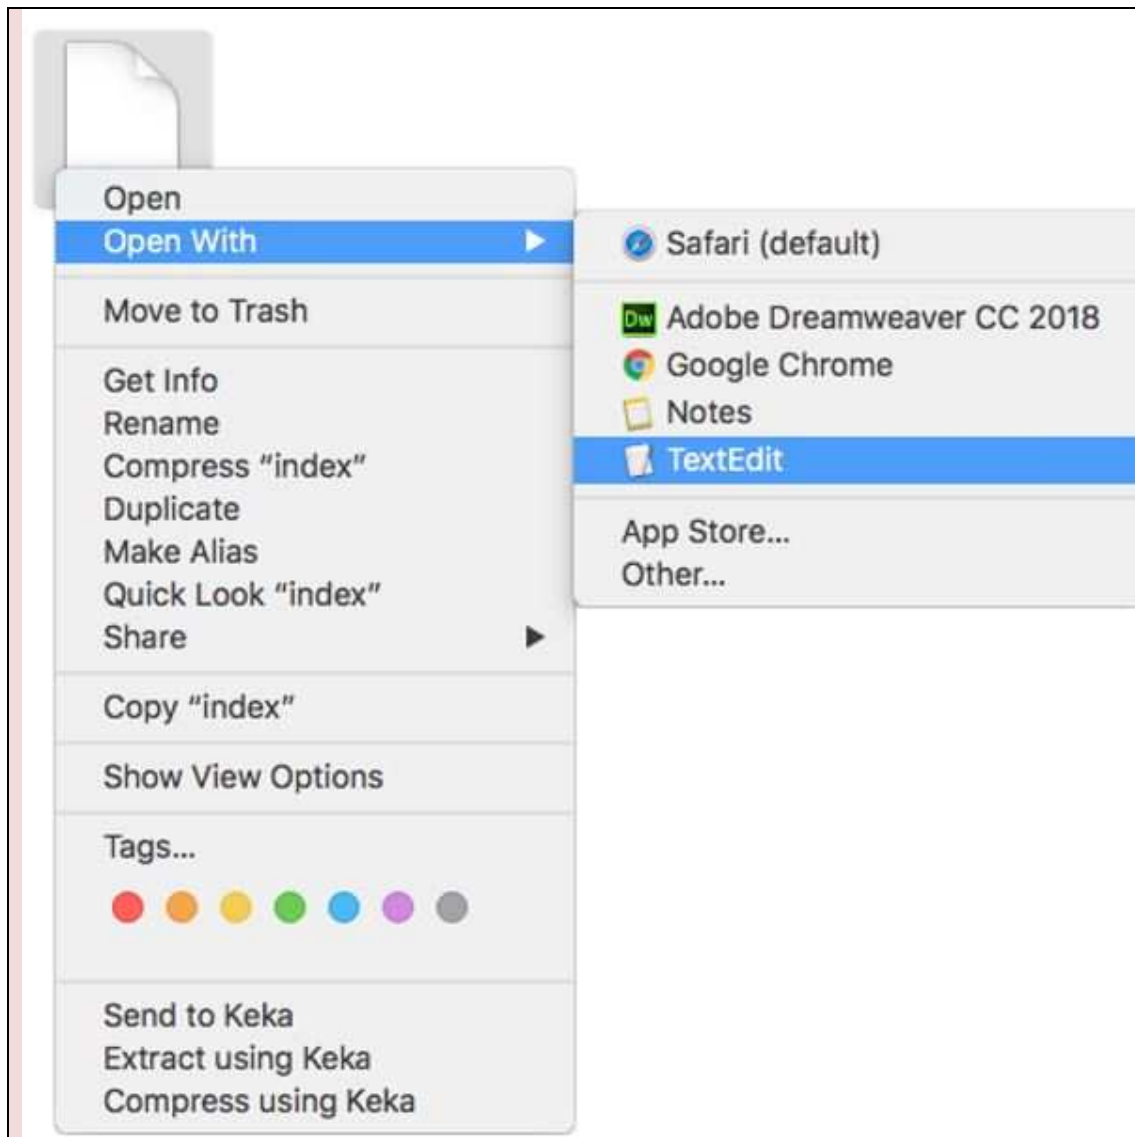 Open
Open With
Move to Trash
Get Info
Rename
Compress “index”
Duplicate
Make Alias
Quick Look “index”
Share
Copy “index”
Show View Options
Tags...
Send to Keka
Extract using Keka
Compress using Keka
Safari (default)
Dw Adobe Dreamweaver CC 2018
Google Chrome
Notes
TextEdit
App Store...
Other...